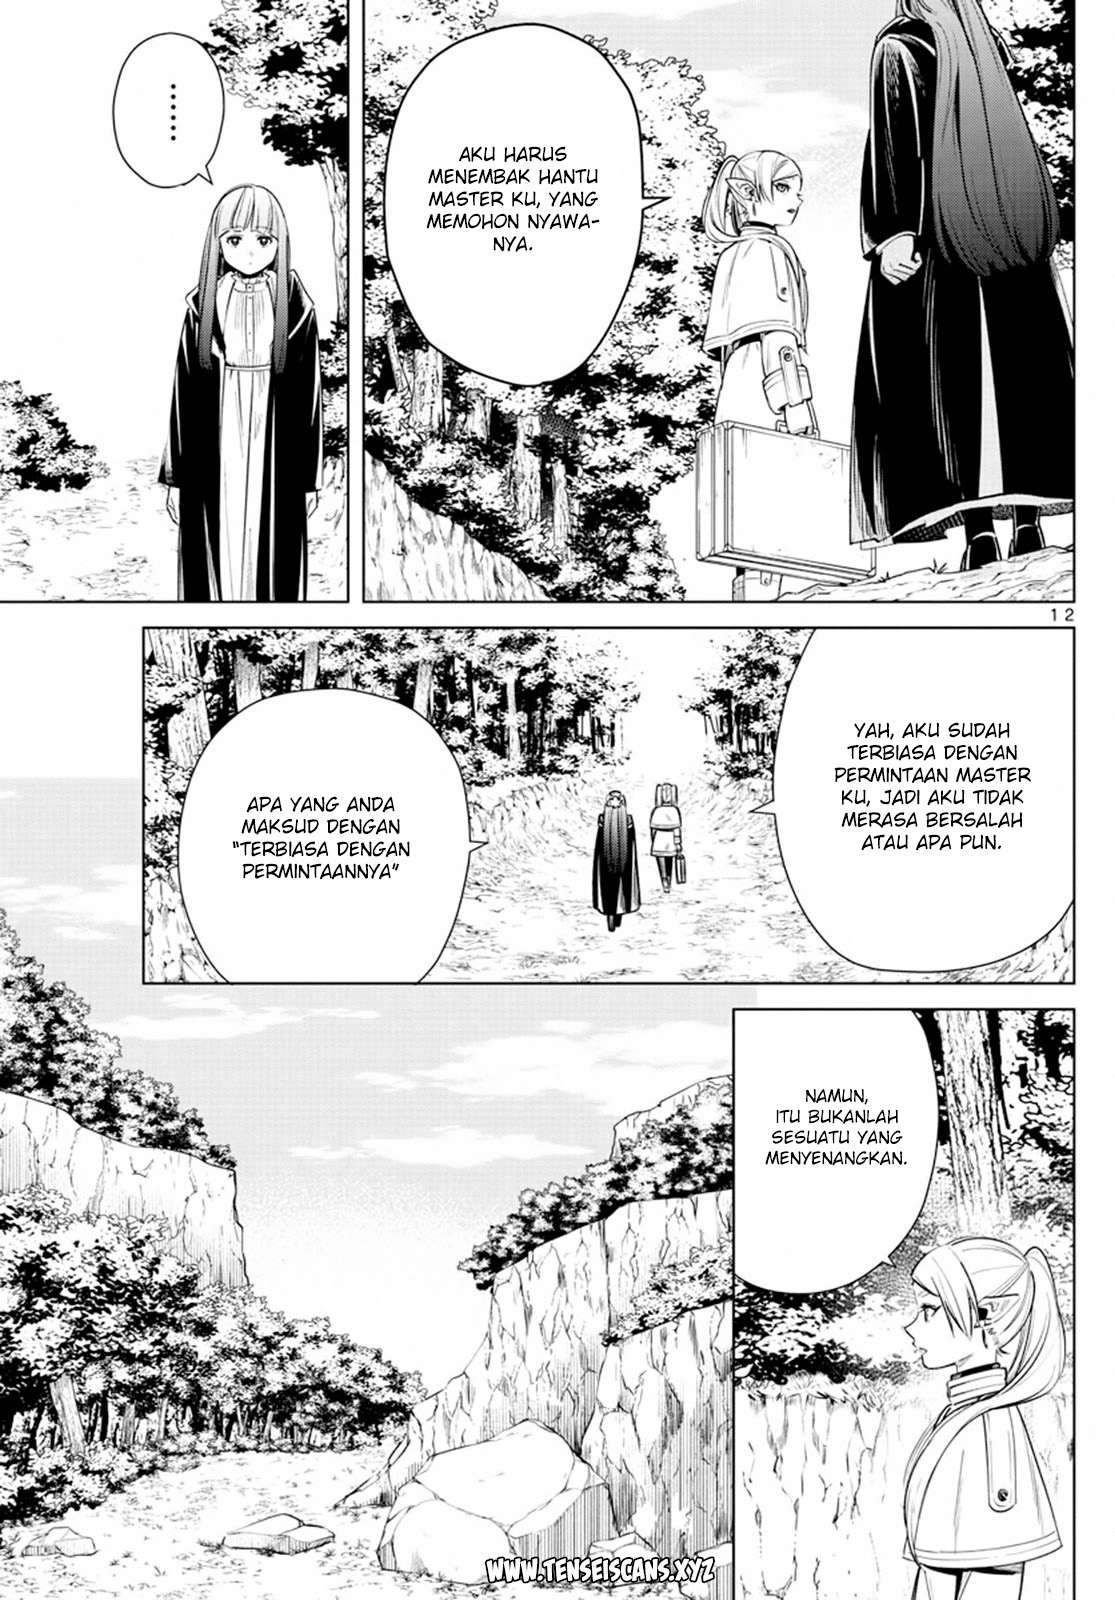 AKU HARUS
MENEMBAK HANTU
MASTER KU, YANG
MEMOHON NYAWA-
NYA.
......
12
YAH, AKU SUDAH
TERBIASA DENGAN
PERMINTAAN MASTER
KU, JADI AKU TIDAK
MERASA BERSALAH
ATAU APA PUN.
APA YANG ANDA
MAKSUD DENGAN
"TERBIASA DENGAN
PERMINTAANNYA"
NAMUN,
ITU BUKANLAH
SESUATU YANG
MENYENANGKAN.
WWW.TENSEISCANS.XYZ